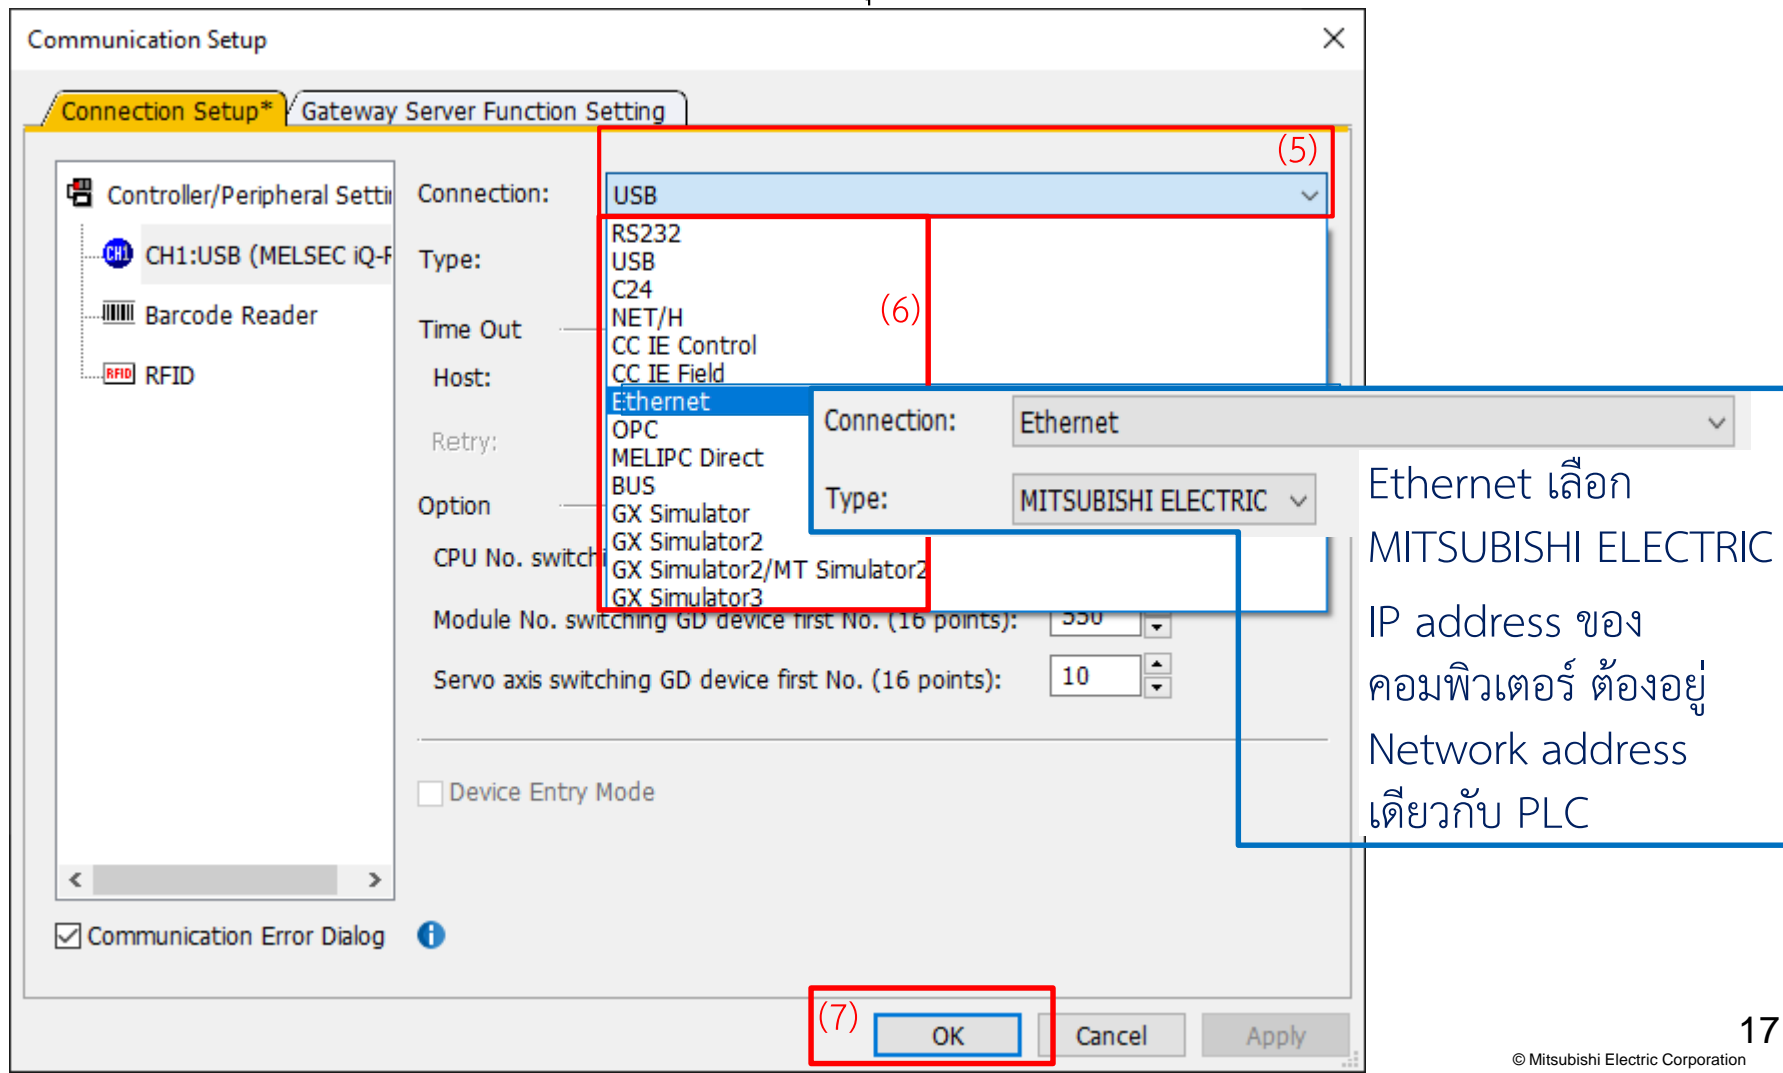 Communication Setup
Connection Setup* Gateway Server Function Setting
(5)
Controller/Peripheral Settin
CH1:USB (MELSEC iQ-F
Barcode Reader
RFID RFID
Connection: USB
Type:
Time Out
Host:
Retry:
Option
CPU No. switchi
RS232
USB
C24
NET/H
CC IE Control
CC IE Field
Ethernet
OPC
MELIPC Direct
BUS
GX Simulator
GX Simulator2
GX Simulator2/MT Simulator2
GX Simulator3
(6)
Module No. switching GD device first No. (16 points): 550
Servo axis switching GD device first No. (16 points): 10
Device Entry Mode
Connection: Ethernet
Type: MITSUBISHI ELECTRIC
Ethernet เลือก
MITSUBISHI ELECTRIC
IP address ของ
คอมพิวเตอร์ ต้องอยู่
Network address
เดียวกับ PLC
Communication Error Dialog
(7)
OK Cancel Apply
17
© Mitsubishi Electric Corporation